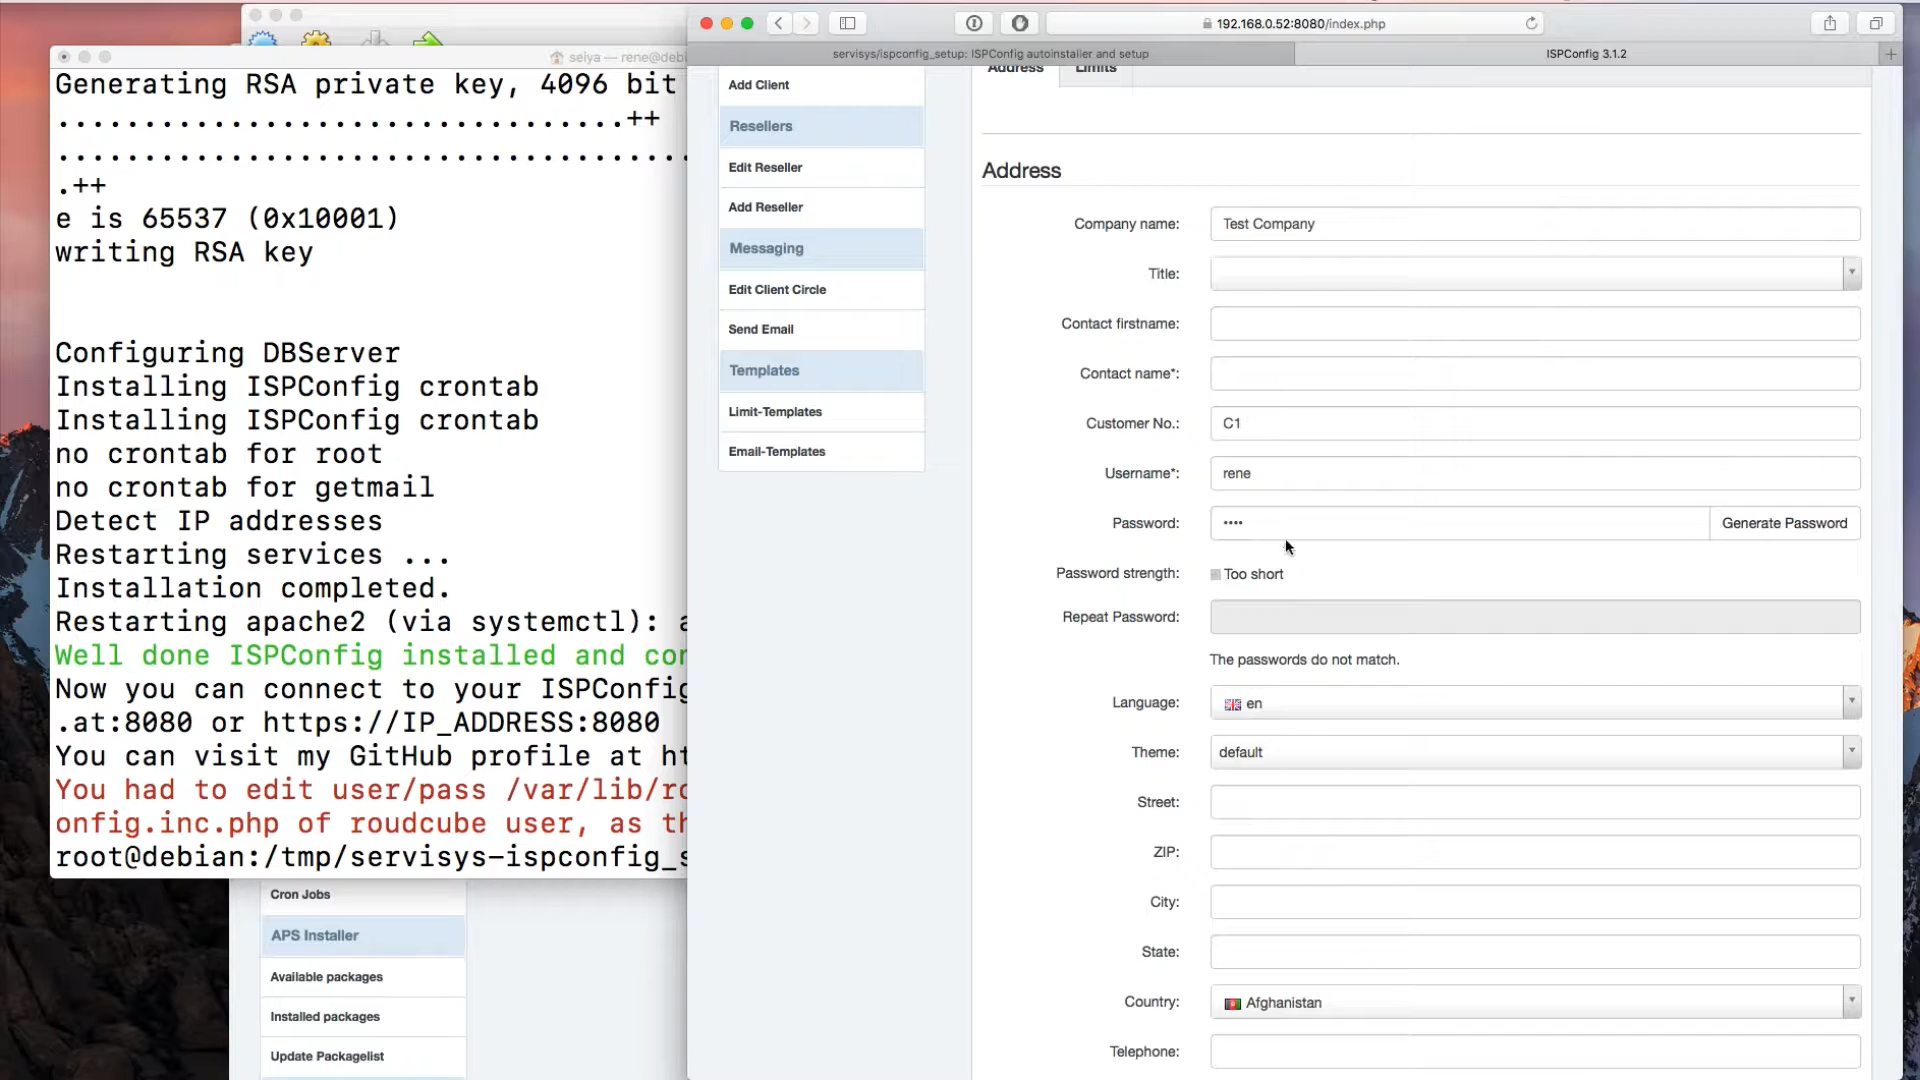 seiya — rene@debi
Generating RSA private key, 4096 bit
.................................++
.....................................
.++
e is 65537 (0x10001)
writing RSA key
Configuring DBServer
Installing ISPConfig crontab
Installing ISPConfig crontab
no crontab for root
no crontab for getmail
Detect IP addresses
Restarting services ...
Installation completed.
Restarting apache2 (via systemctl): a
Well done ISPConfig installed and con
Now you can connect to your ISPConfig
.at:8080 or https://IP_ADDRESS:8080
You can visit my GitHub profile at ht
You had to edit user/pass /var/lib/ro
onfig.inc.php of roudcube user, as th
root@debian:/tmp/servisys-ispconfig_s
Cron Jobs
APS Installer
Available packages
Installed packages
Update Packagelist
192.168.0.52:8080/index.php
servisys/ispconfig_setup: ISPConfig autoinstaller and setup
ISPConfig 3.1.2
Add Client
Resellers
Edit Reseller
Add Reseller
Messaging
Edit Client Circle
Send Email
Templates
Limit-Templates
Email-Templates
Address
Limits
Address
Company name: Test Company
Title:
Contact firstname:
Contact name*:
Customer No.: C1
Username*: rene
Password: •••• Generate Password
Password strength: Too short
Repeat Password:
The passwords do not match.
Language: en
Theme: default
Street:
ZIP:
City:
State:
Country: Afghanistan
Telephone: